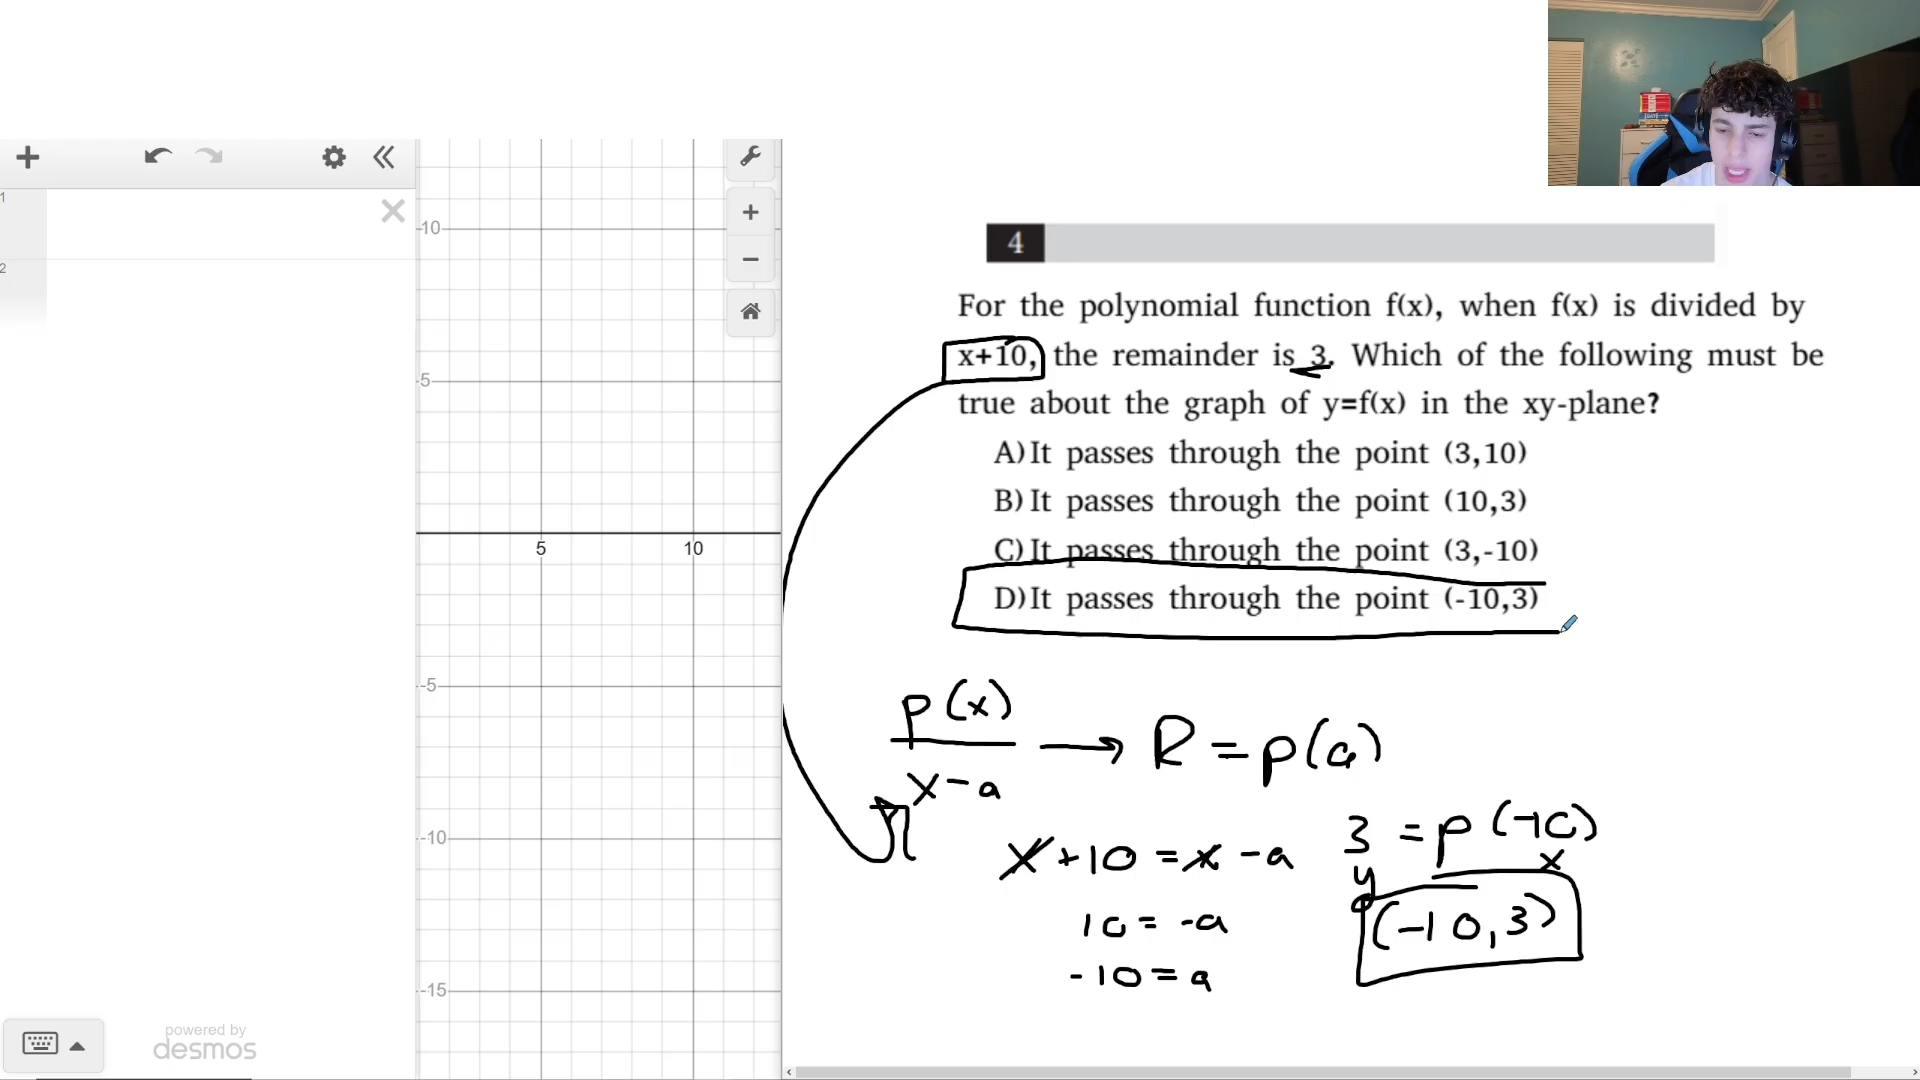 4
For the polynomial function f(x), when f(x) is divided by
x+10, the remainder is 3. Which of the following must be
true about the graph of y=f(x) in the xy-plane?
A) It passes through the point (3,10)
B) It passes through the point (10,3)
C) It passes through the point (3,-10)
D) It passes through the point (-10,3)
p(x)
x-a
R = p(a)
x+10 = x-a
10 = -a
-10 = a
3 = p(-10)
y
x
(-10,3)
1
2
10
5
5
10
-5
-10
-15
powered by
desmos